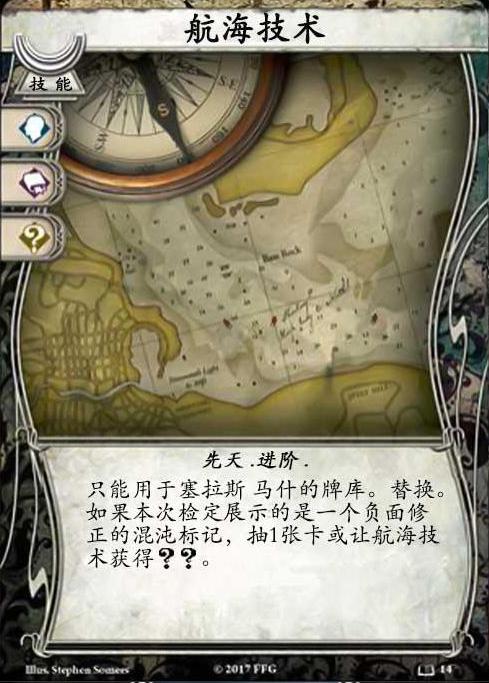 航海技术
技能
S.E
S.W
S
Bass Rock
先天.进阶.
只能用于塞拉斯 马什的牌库。替换。
如果本次检定展示的是一个负面修
正的混沌标记，抽1张卡或让航海技
术获得??。
Illus. Stephen Somers
© 2017 FFG
14